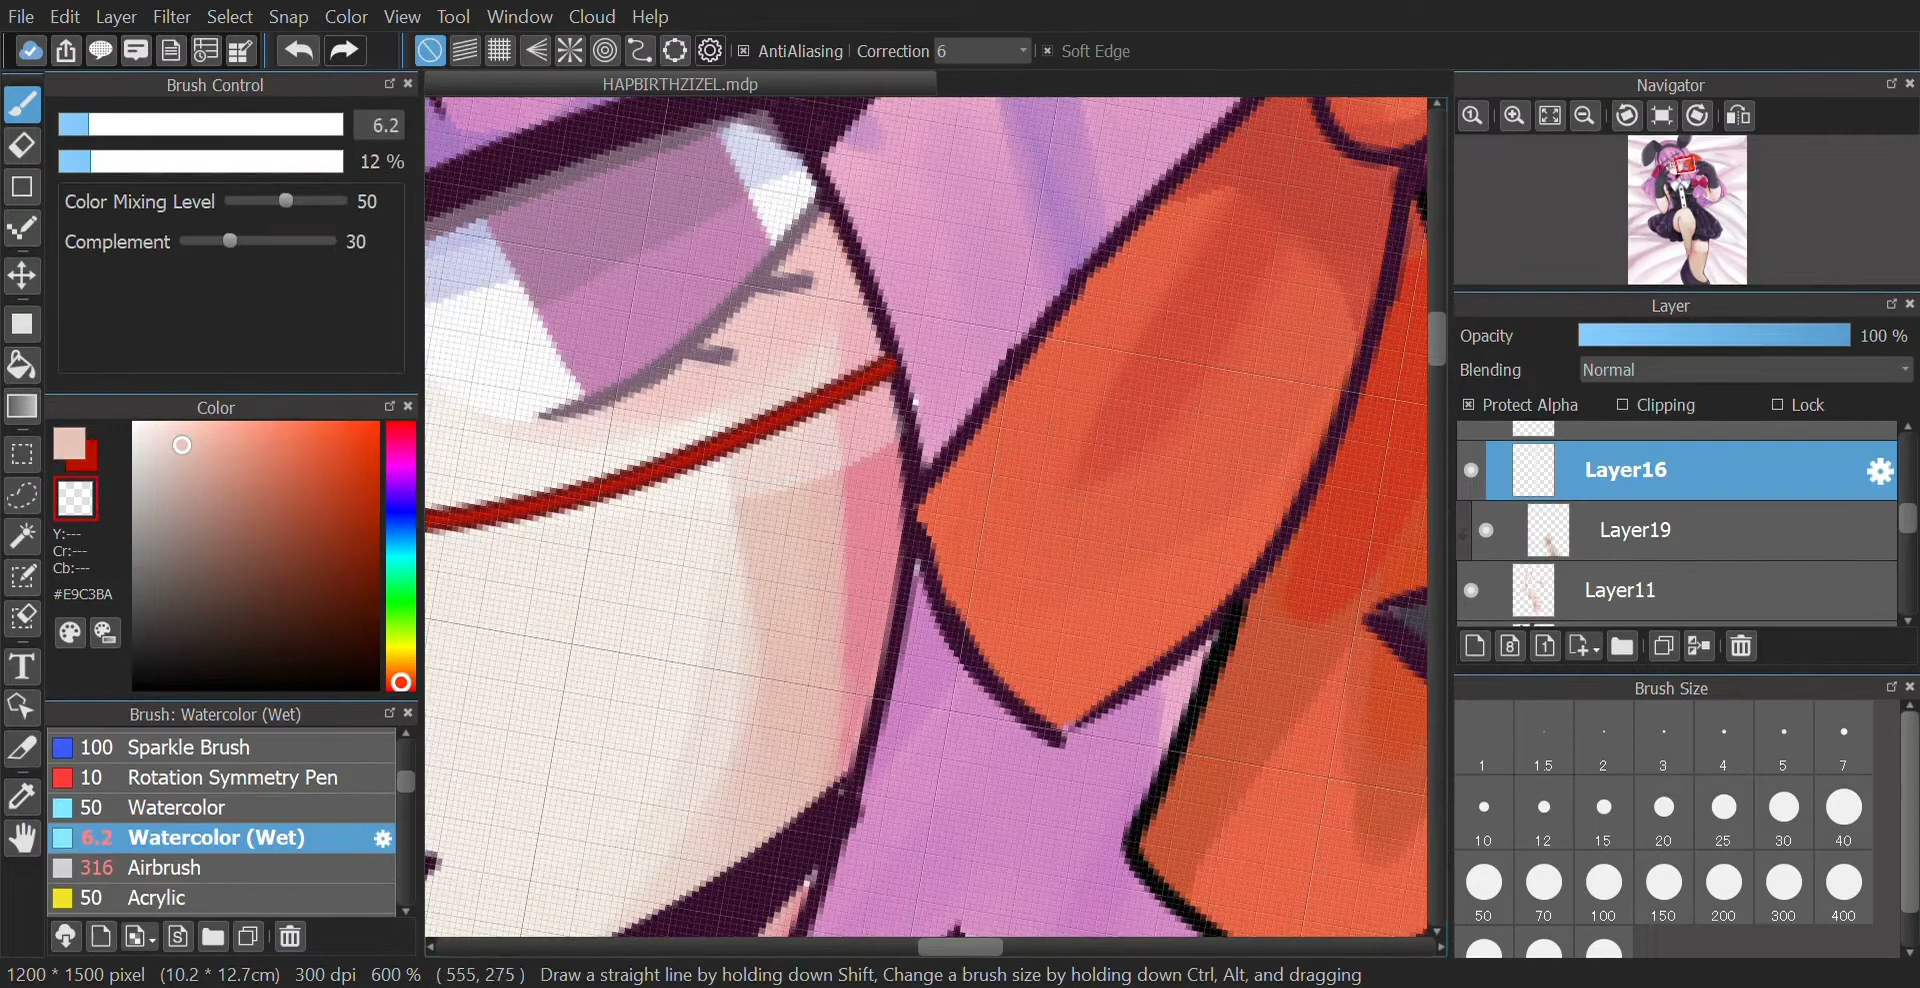 File Edit Layer Filter Select Snap Color View Tool Window Cloud Help
AntiAliasing Correction 6 Soft Edge
Brush Control
6.2
12 %
Color Mixing Level 50
Complement 30
Color
Y:---
Cr:---
Cb:---
#E9C3BA
Brush: Watercolor (Wet)
100 Sparkle Brush
10 Rotation Symmetry Pen
50 Watercolor
6.2 Watercolor (Wet)
316 Airbrush
50 Acrylic
HAPBIRTHZIZEL.mdp
Navigator
Layer
Opacity 100 %
Blending Normal
Protect Alpha Clipping Lock
Layer16
Layer19
Layer11
8 1
Brush Size
1 1.5 2 3 4 5 7
10 12 15 20 25 30 40
50 70 100 150 200 300 400
1200 * 1500 pixel (10.2 * 12.7cm) 300 dpi 600 % ( 555, 275 ) Draw a straight line by holding down Shift, Change a brush size by holding down Ctrl, Alt, and dragging